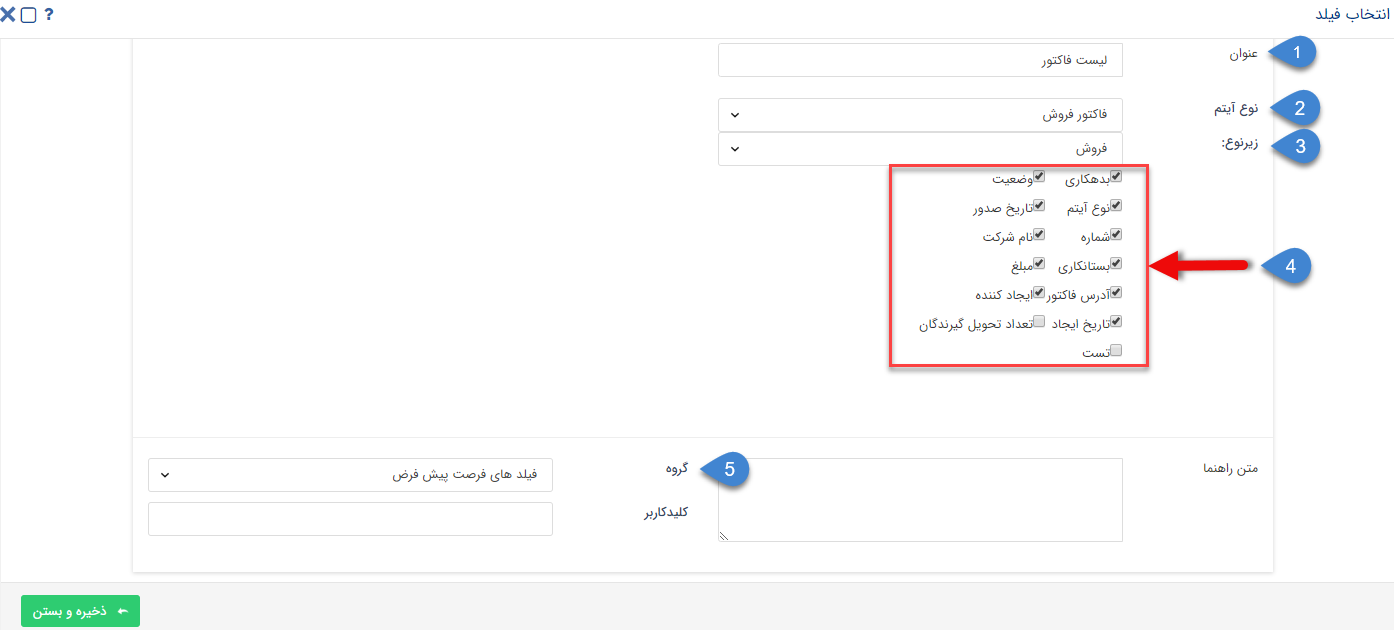 انتخاب فیلد ?
1 عنوان لیست فاکتور
2 نوع آیتم فاکتور فروش
3 زیرنوع: فروش
بدهکاری وضعیت
نوع آیتم تاریخ صدور
شماره نام شرکت
4 بستانکاری مبلغ
آدرس فاکتور ایجاد کننده
تاریخ ایجاد تعداد تحویل گیرندگان
تست
متن راهنما 5 گروه فیلد های فرصت پیش فرض
کلیدکاربر
ذخیره و بستن